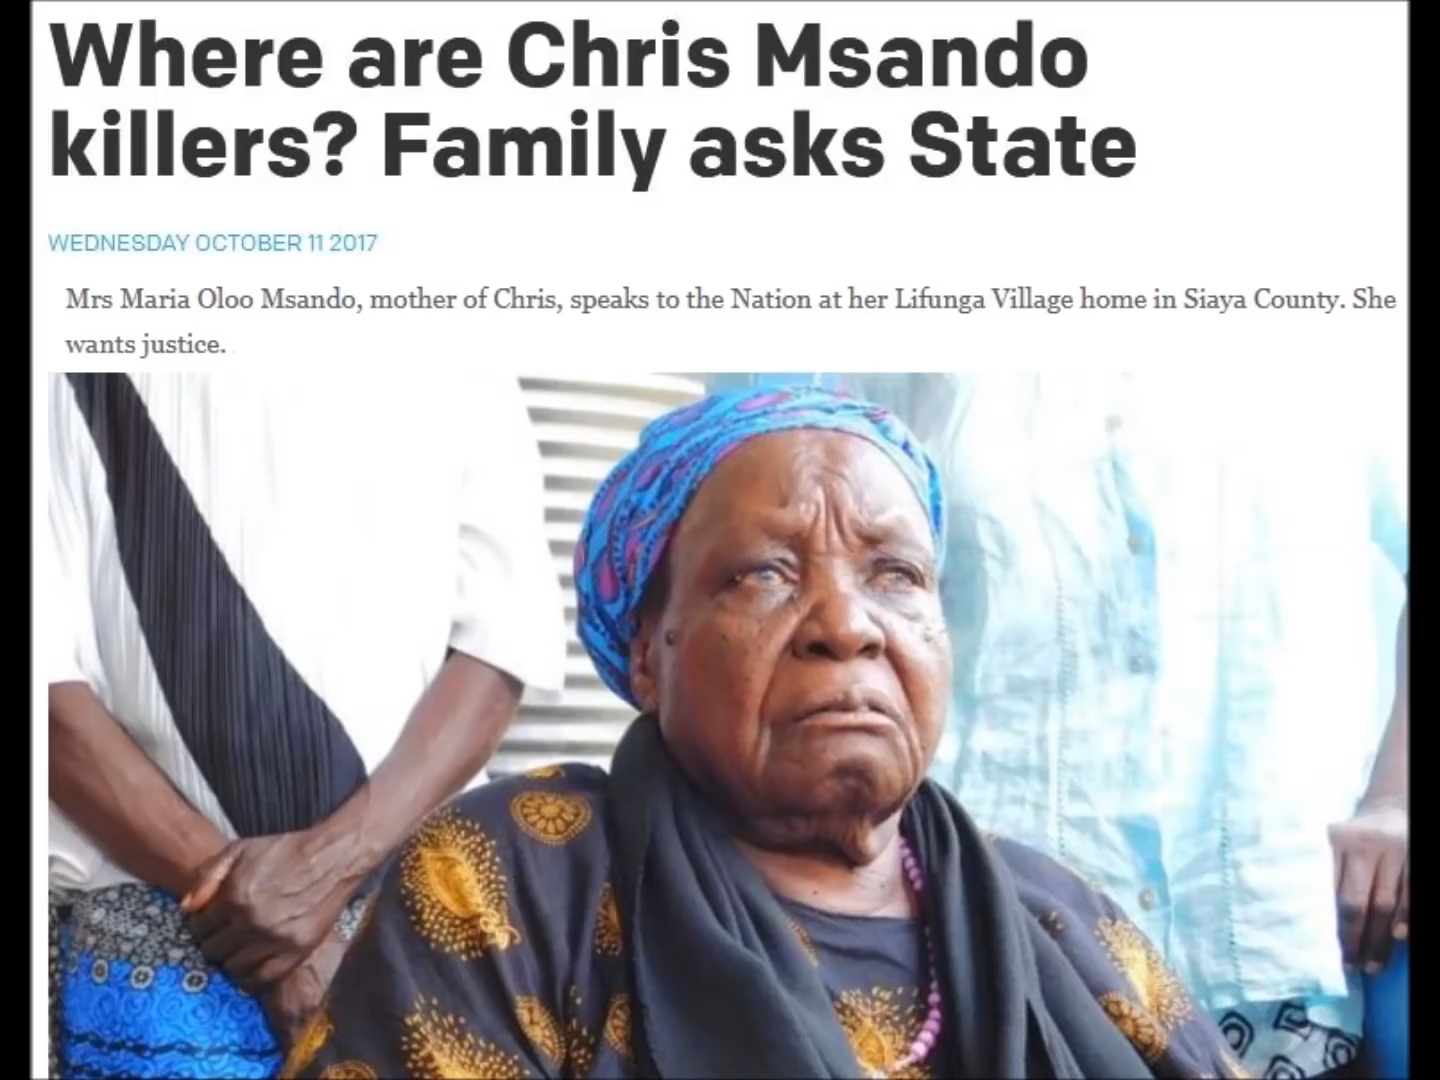 Where are Chris Msando
killers? Family asks State
WEDNESDAY OCTOBER 11 2017
Mrs Maria Oloo Msando, mother of Chris, speaks to the Nation at her Lifunga Village home in Siaya County. She
wants justice.